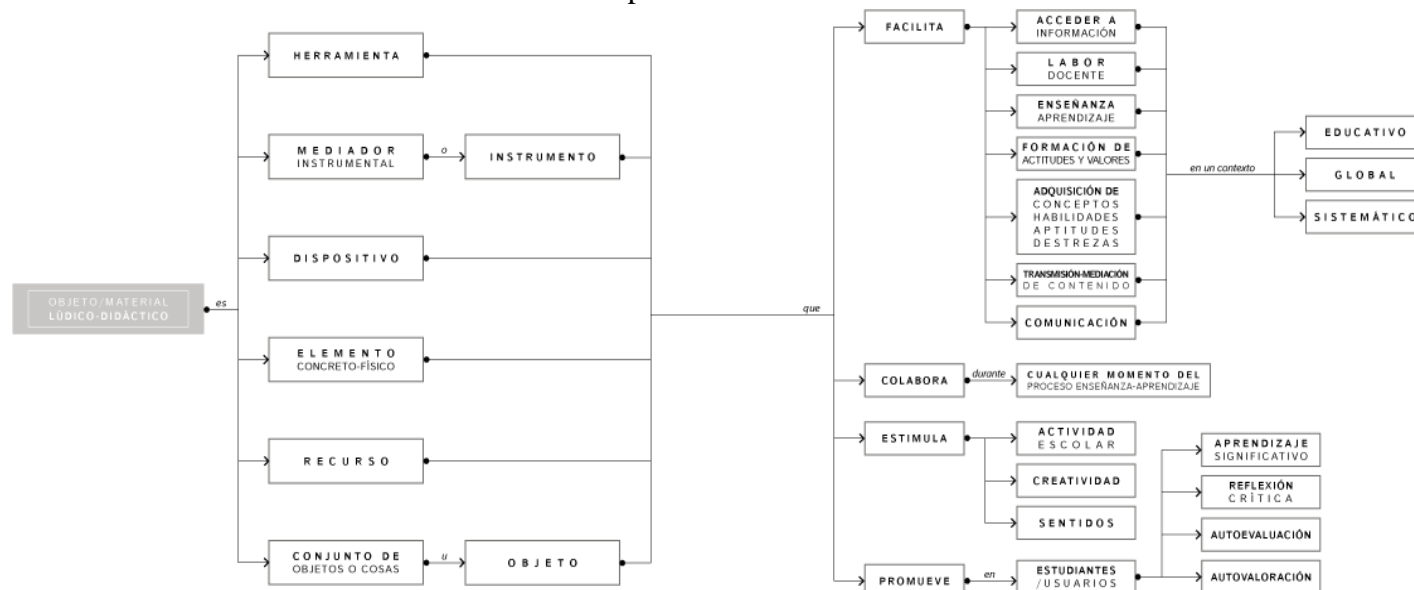 OBJETO/MATERIAL
LÚDICO-DIDÁCTICO
es
HERRAMIENTA
MEDIADOR
INSTRUMENTAL
o
INSTRUMENTO
DISPOSITIVO
ELEMENTO
CONCRETO-FÍSICO
RECURSO
CONJUNTO DE
OBJETOS O COSAS
u
OBJETO
que
FACILITA
ACCEDER A
INFORMACIÓN
LABOR
DOCENTE
ENSEÑANZA
APRENDIZAJE
FORMACIÓN DE
ACTITUDES Y VALORES
ADQUISICIÓN DE
CONCEPTOS
HABILIDADES
APTITUDES
DESTREZAS
TRANSMISIÓN-MEDIACIÓN
DE CONTENIDO
COMUNICACIÓN
en un contexto
EDUCATIVO
GLOBAL
SISTEMÁTICO
COLABORA
durante
CUALQUIER MOMENTO DEL
PROCESO ENSEÑANZA-APRENDIZAJE
ESTIMULA
ACTIVIDAD
ESCOLAR
CREATIVIDAD
SENTIDOS
PROMUEVE
en
ESTUDIANTES
/USUARIOS
APRENDIZAJE
SIGNIFICATIVO
REFLEXIÓN
CRÍTICA
AUTOEVALUACIÓN
AUTOVALORACIÓN